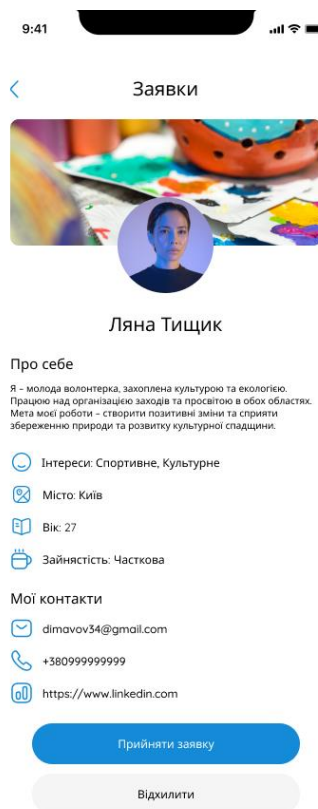 9:41
Заявки
Ляна Тищик
Про себе
Я – молода волонтерка, захоплена культурою та екологією.
Працюю над організацією заходів та просвітою в обох областях.
Мета моєї роботи – створити позитивні зміни та сприяти
збереженню природи та розвитку культурної спадщини.
Інтереси: Спортивне, Культурне
Місто: Київ
Вік: 27
Зайнястість: Часткова
Мої контакти
dimavov34@gmail.com
+380999999999
https://www.linkedin.com
Прийняти заявку
Відхилити